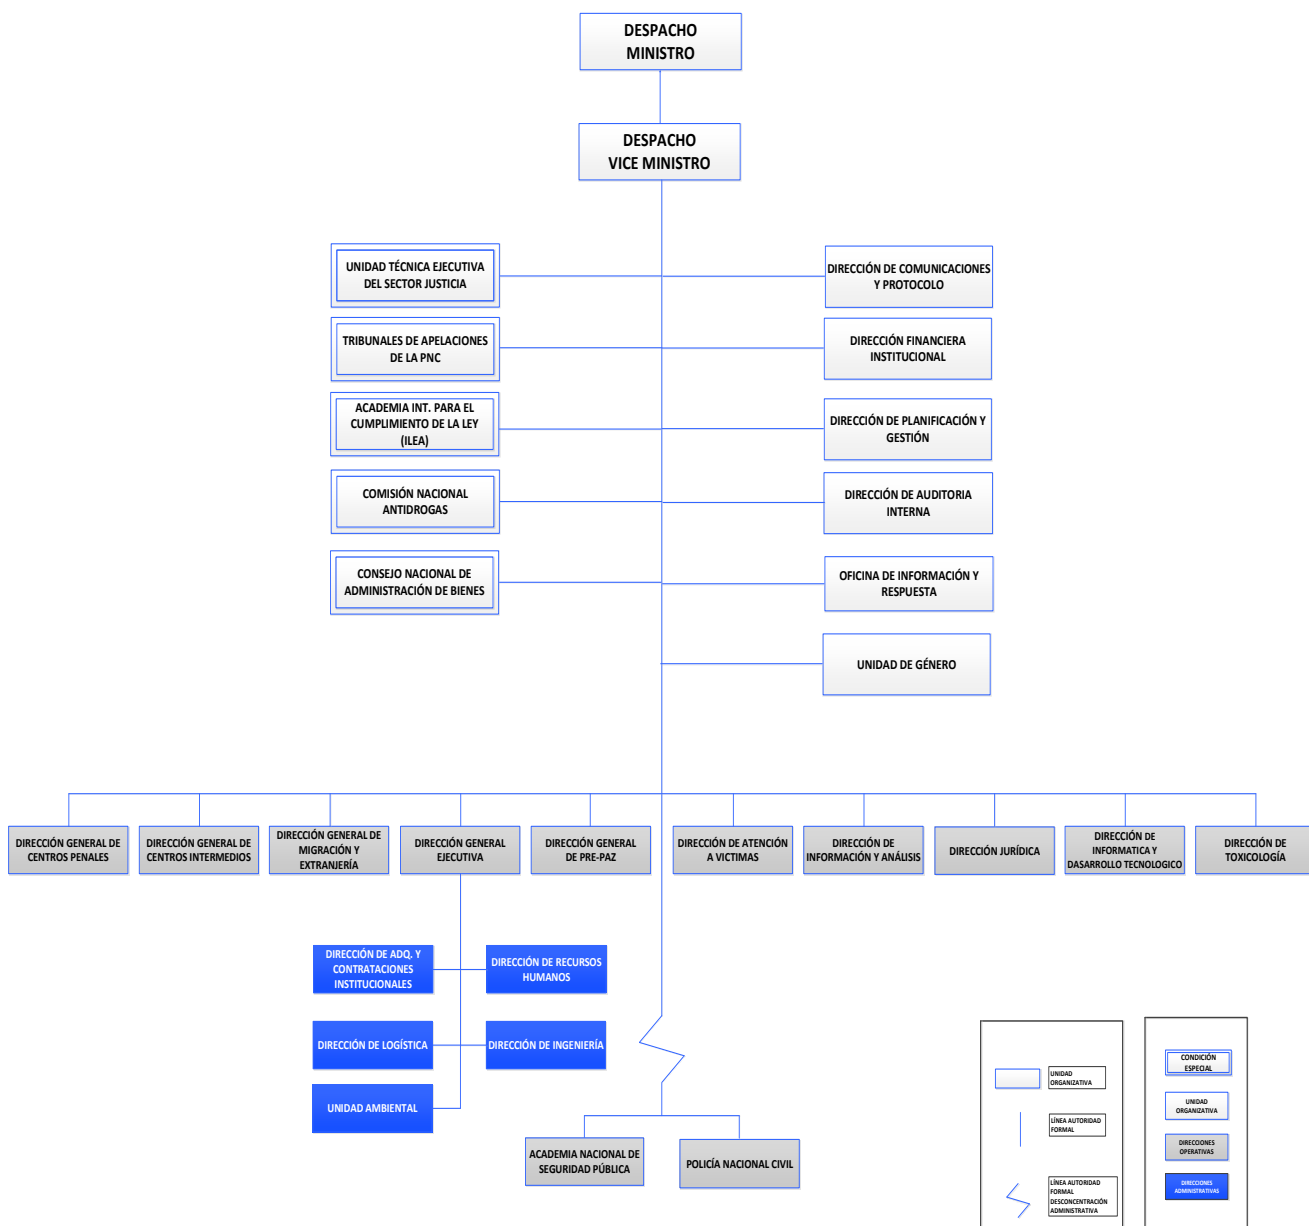 DESPACHO
MINISTRO
DESPACHO
VICE MINISTRO
UNIDAD TÉCNICA EJECUTIVA
DEL SECTOR JUSTICIA
DIRECCIÓN DE COMUNICACIONES
Y PROTOCOLO
TRIBUNALES DE APELACIONES
DE LA PNC
DIRECCIÓN FINANCIERA
INSTITUCIONAL
ACADEMIA INT. PARA EL
CUMPLIMIENTO DE LA LEY
(ILEA)
DIRECCIÓN DE PLANIFICACIÓN Y
GESTIÓN
COMISIÓN NACIONAL
ANTIDROGAS
DIRECCIÓN DE AUDITORIA
INTERNA
CONSEJO NACIONAL DE
ADMINISTRACIÓN DE BIENES
OFICINA DE INFORMACIÓN Y
RESPUESTA
UNIDAD DE GÉNERO
DIRECCIÓN GENERAL DE
CENTROS PENALES
DIRECCIÓN GENERAL DE
CENTROS INTERMEDIOS
DIRECCIÓN GENERAL DE
MIGRACIÓN Y
EXTRANJERÍA
DIRECCIÓN GENERAL
EJECUTIVA
DIRECCIÓN GENERAL
DE PRE-PAZ
DIRECCIÓN DE ATENCIÓN
A VICTIMAS
DIRECCIÓN DE
INFORMACIÓN Y ANÁLISIS
DIRECCIÓN JURÍDICA
DIRECCIÓN DE
INFORMATICA Y
DASARROLLO TECNOLOGICO
DIRECCIÓN DE
TOXICOLOGÍA
DIRECCIÓN DE ADQ. Y
CONTRATACIONES
INSTITUCIONALES
DIRECCIÓN DE RECURSOS
HUMANOS
DIRECCIÓN DE LOGÍSTICA
DIRECCIÓN DE INGENIERÍA
UNIDAD AMBIENTAL
ACADEMIA NACIONAL DE
SEGURIDAD PÚBLICA
POLICÍA NACIONAL CIVIL
UNIDAD
ORGANIZATIVA
LÍNEA AUTORIDAD
FORMAL
LÍNEA AUTORIDAD
FORMAL
DESCONCENTRACIÓN
ADMINISTRATIVA
CONDICIÓN
ESPECIAL
UNIDAD
ORGANIZATIVA
DIRECCIONES
OPERATIVAS
DIRECCIONES
ADMINISTRATIVAS